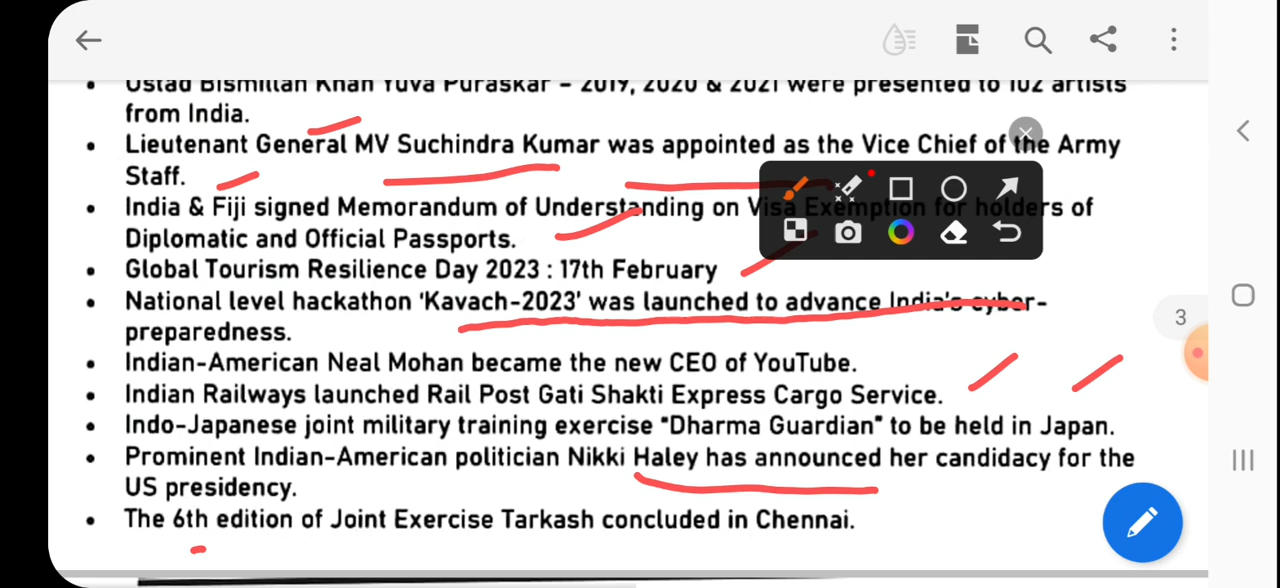 Ustad Bismillah Khan Yuva Puraskar – 2019, 2020 & 2021 were presented to 102 artists
from India.
• Lieutenant General MV Suchindra Kumar was appointed as the Vice Chief of the Army
Staff.
• India & Fiji signed Memorandum of Understanding on Visa Exemption for holders of
Diplomatic and Official Passports.
• Global Tourism Resilience Day 2023 : 17th February
• National level hackathon ‘Kavach-2023’ was launched to advance India's cyber-
preparedness.
3
• Indian-American Neal Mohan became the new CEO of YouTube.
• Indian Railways launched Rail Post Gati Shakti Express Cargo Service.
• Indo-Japanese joint military training exercise "Dharma Guardian" to be held in Japan.
• Prominent Indian-American politician Nikki Haley has announced her candidacy for the
US presidency.
• The 6th edition of Joint Exercise Tarkash concluded in Chennai.